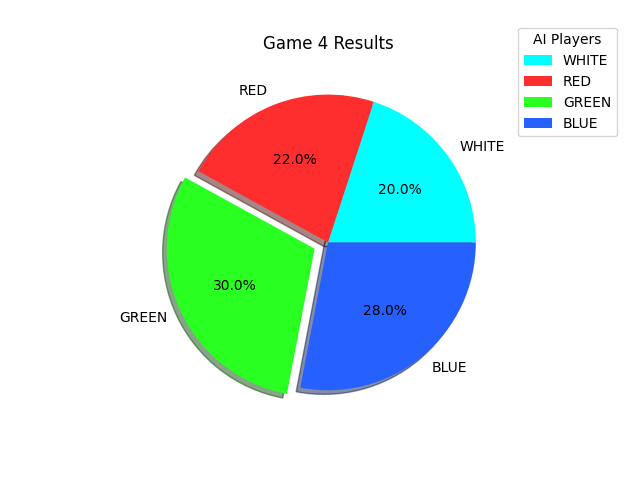 Game 4 Results
AI Players
WHITE
RED
GREEN
BLUE
RED
WHITE
22.0%
20.0%
30.0%
28.0%
GREEN
BLUE